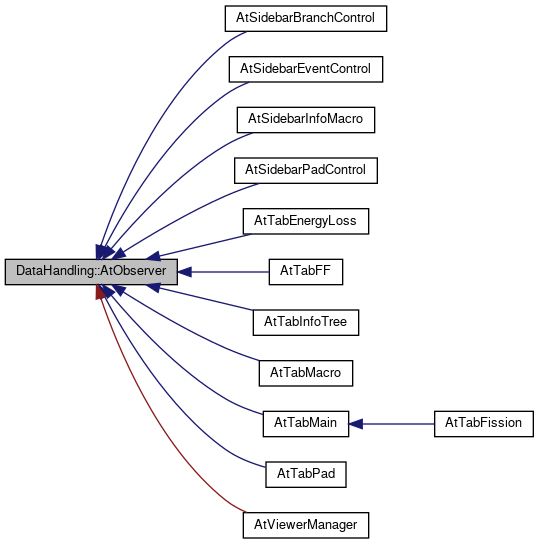 AtSidebarBranchControl
AtSidebarEventControl
AtSidebarInfoMacro
AtSidebarPadControl
AtTabEnergyLoss
DataHandling::AtObserver
AtTabFF
AtTabInfoTree
AtTabMacro
AtTabMain
AtTabFission
AtTabPad
AtViewerManager